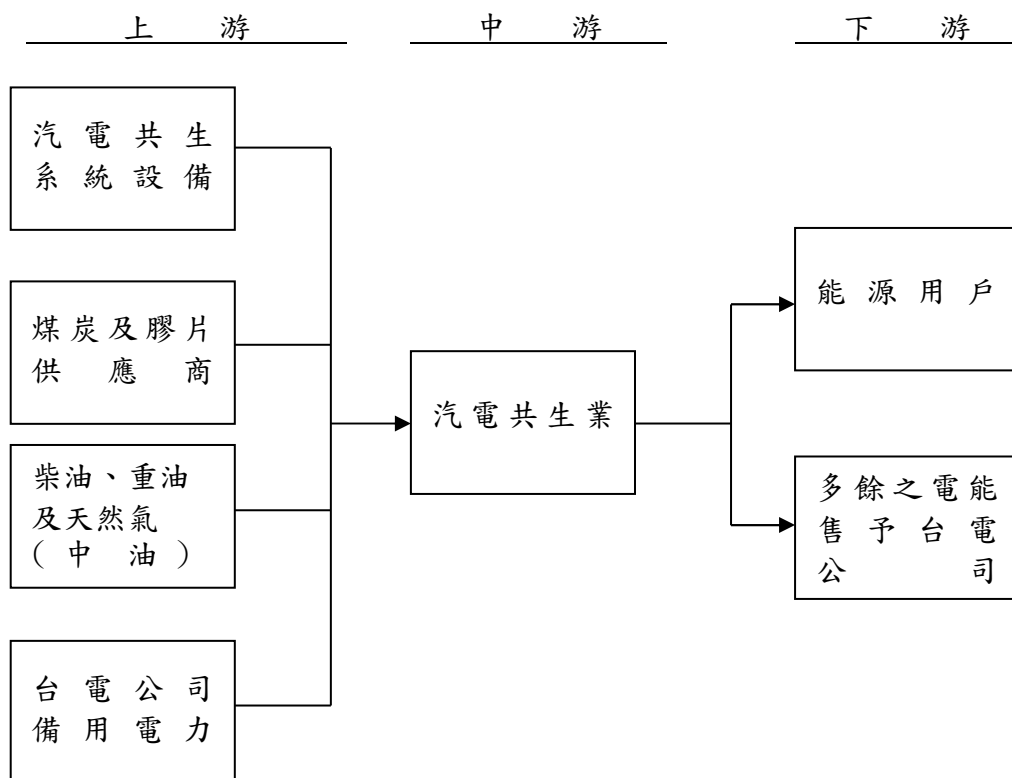 上游
中游
下游
汽電共生
系統設備
煤炭及膠片
供應商
柴油、重油
及天然氣
(中油)
台電公司
備用電力
汽電共生業
能源用戶
多餘之電能
售予台電
公司